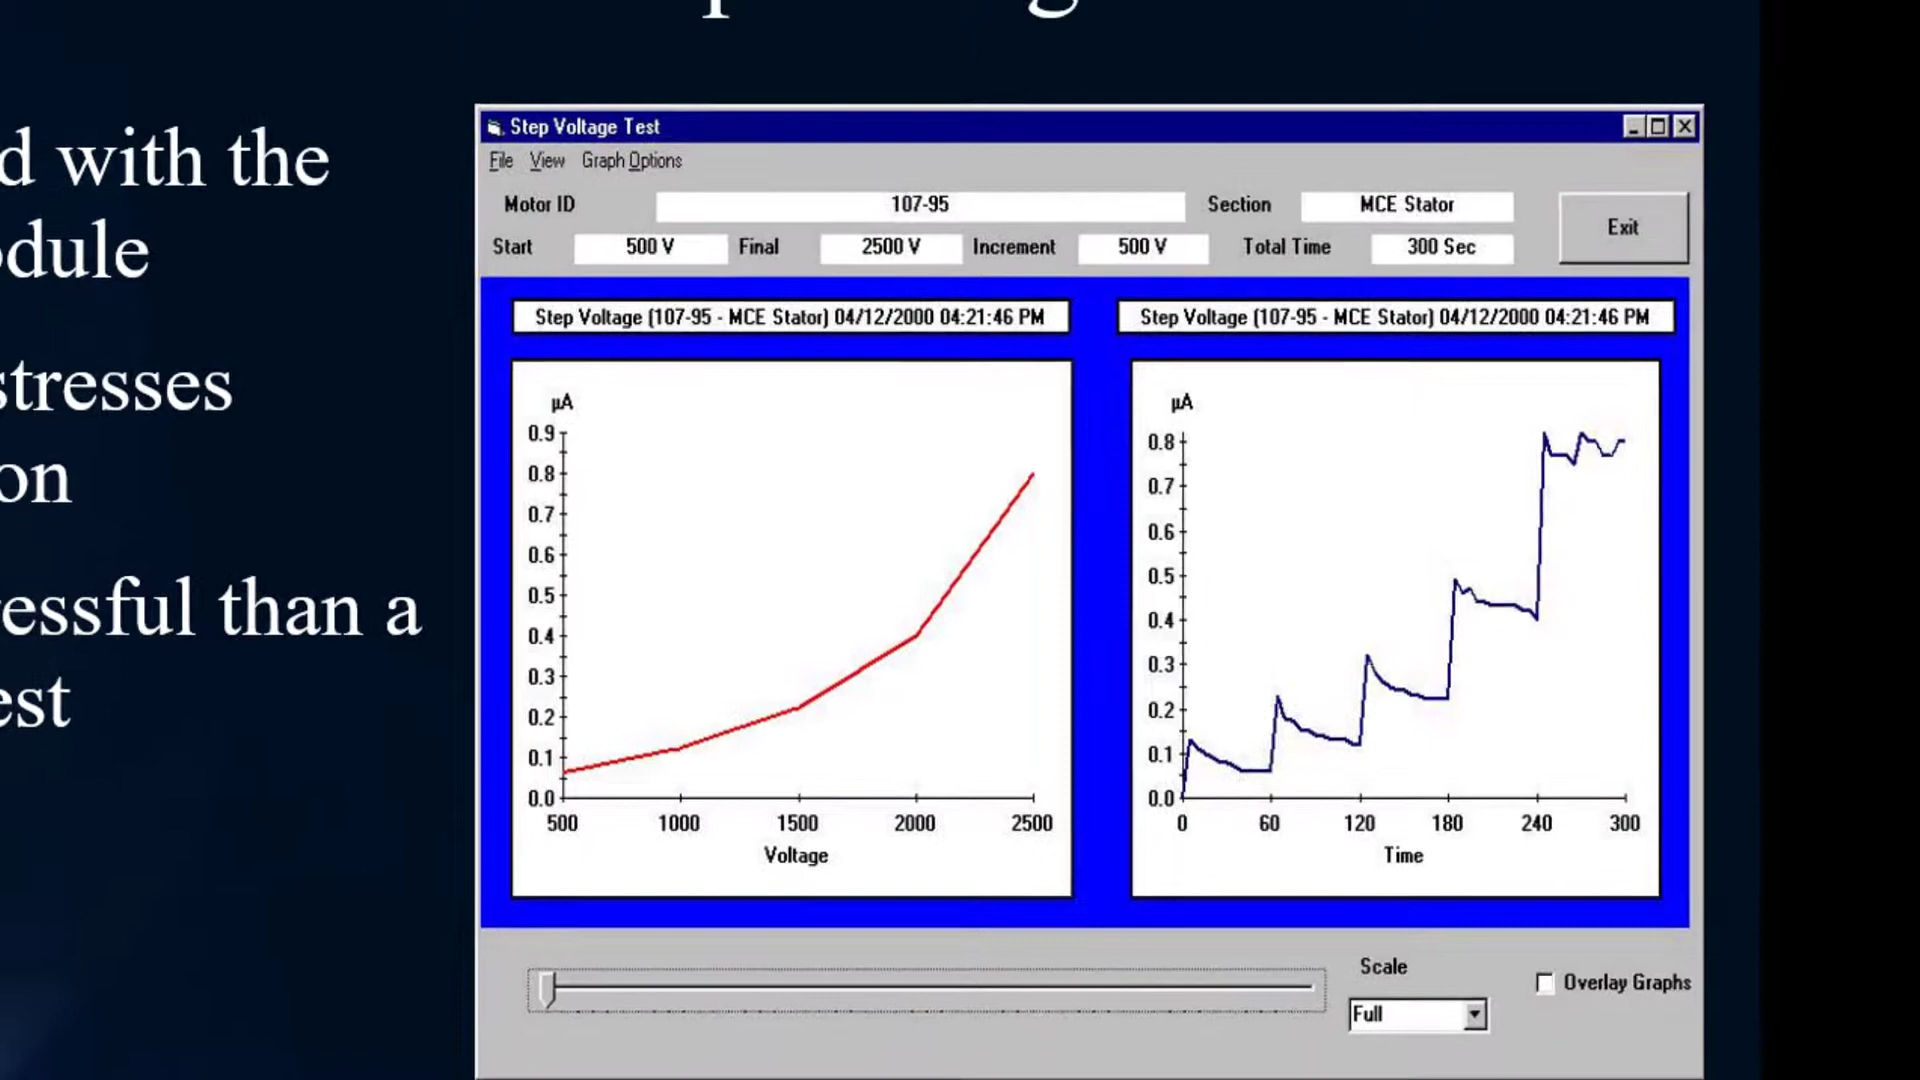 d with the
odule
stresses
on
essful than a
est
Step Voltage Test
File View Graph Options
Motor ID 107-95 Section MCE Stator
Exit
Start 500 V Final 2500 V Increment 500 V Total Time 300 Sec
Step Voltage (107-95 - MCE Stator) 04/12/2000 04:21:46 PM
µA
0.9
0.8
0.7
0.6
0.5
0.4
0.3
0.2
0.1
0.0
500 1000 1500 2000 2500
Voltage
Step Voltage (107-95 - MCE Stator) 04/12/2000 04:21:46 PM
µA
0.8
0.7
0.6
0.5
0.4
0.3
0.2
0.1
0.0
0 60 120 180 240 300
Time
Scale
Full
Overlay Graphs